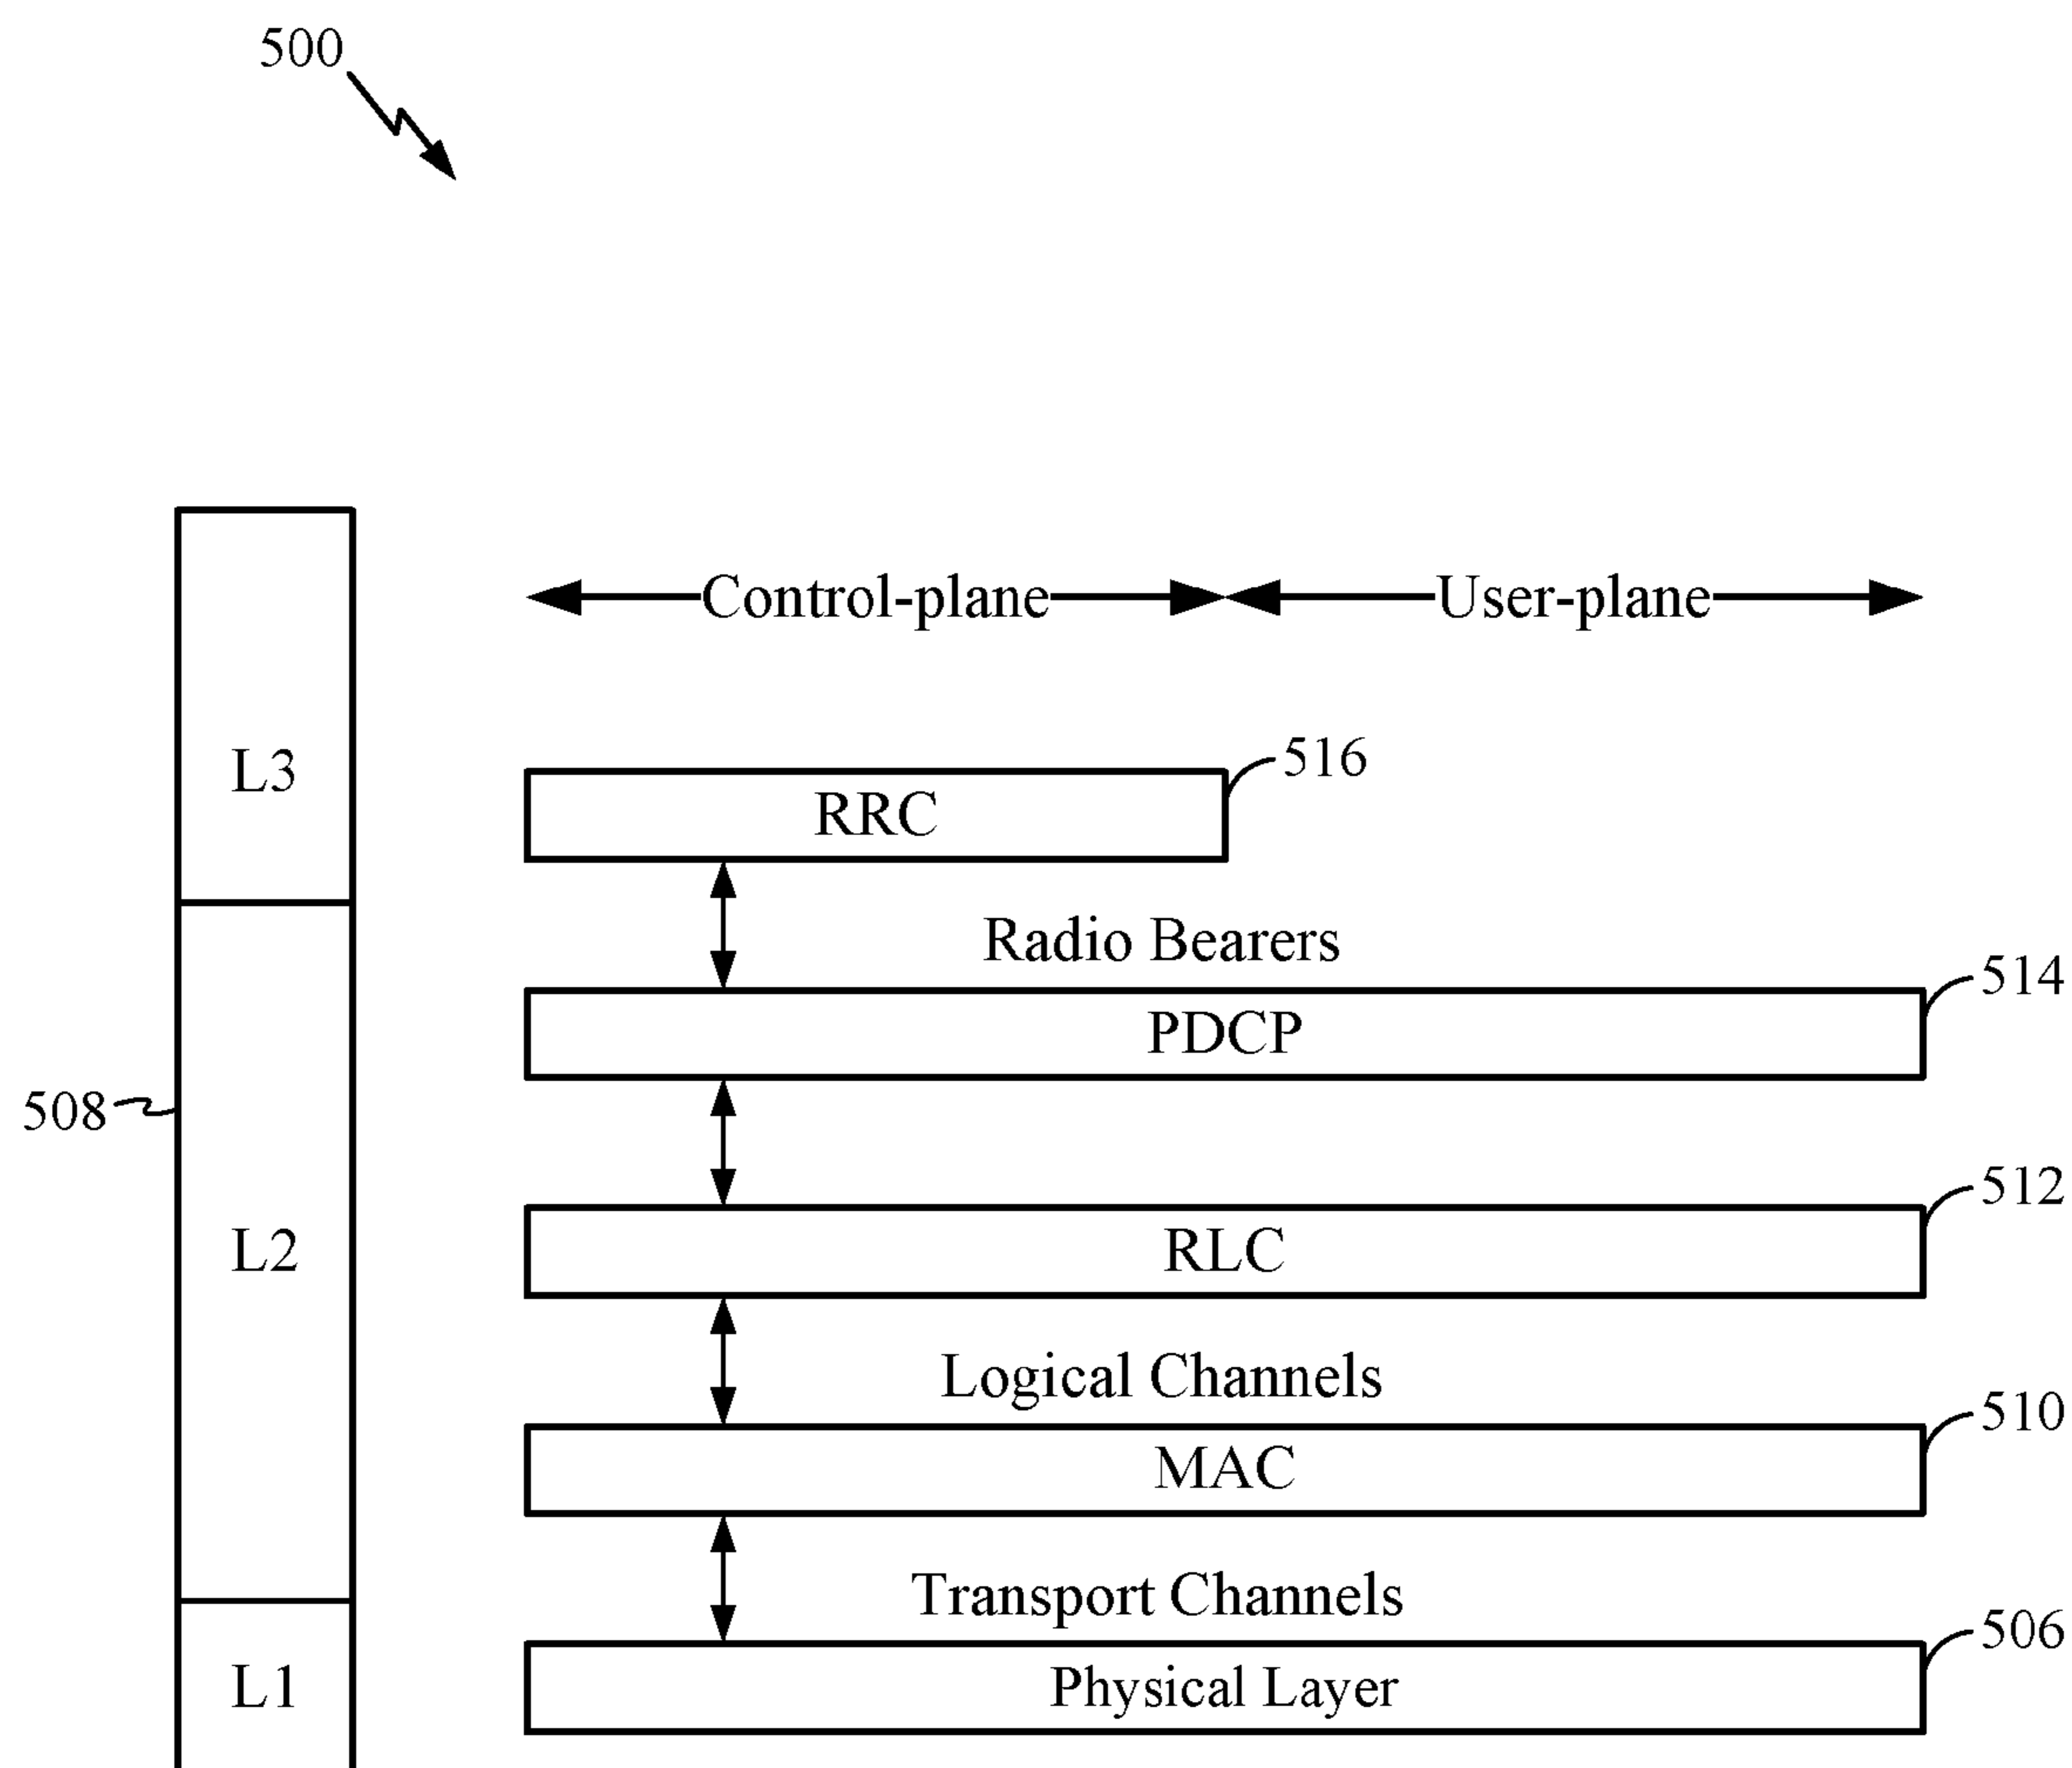 500
Control-plane
User-plane
L3
516
RRC
Radio Bearers
514
PDCP
508
512
L2
RLC
Logical Channels
510
MAC
Transport Channels
506
L1
Physical Layer